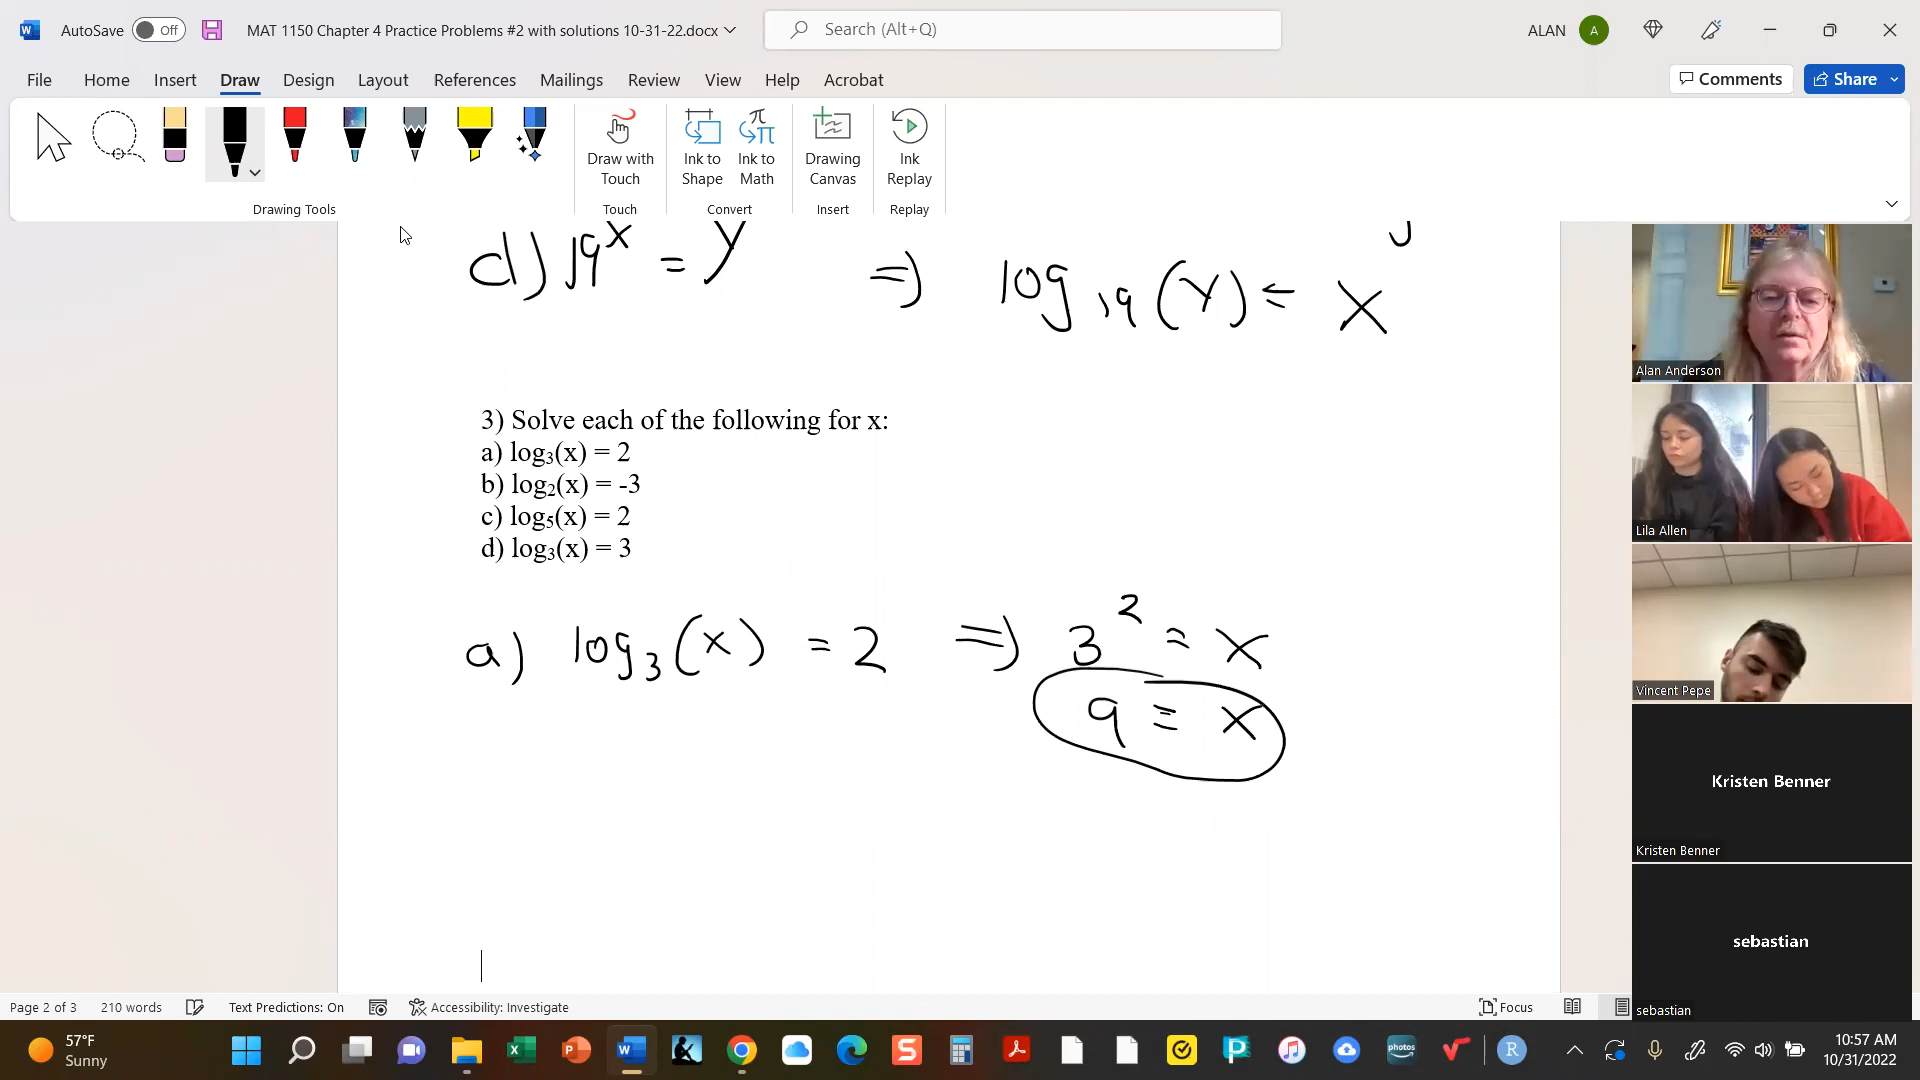 AutoSave Off MAT 1150 Chapter 4 Practice Problems #2 with solutions 10-31-22.docx Search (Alt+Q) ALAN A
File Home Insert Draw Design Layout References Mailings Review View Help Acrobat Comments Share
Draw with Touch
Ink to Shape
Ink to Math
Drawing Canvas
Ink Replay
Drawing Tools Touch Convert Insert Replay
d) 19^x = y => log₁₉(y) = x
3) Solve each of the following for x:
a) log₃(x) = 2
b) log₂(x) = -3
c) log₅(x) = 2
d) log₃(x) = 3
a) log₃(x) = 2 => 3² = x
9 = x
Alan Anderson
Lila Allen
Vincent Pepe
Kristen Benner
Kristen Benner
sebastian
sebastian
Page 2 of 3 210 words Text Predictions: On Accessibility: Investigate Focus
57°F
Sunny
photos
R
10:57 AM
10/31/2022